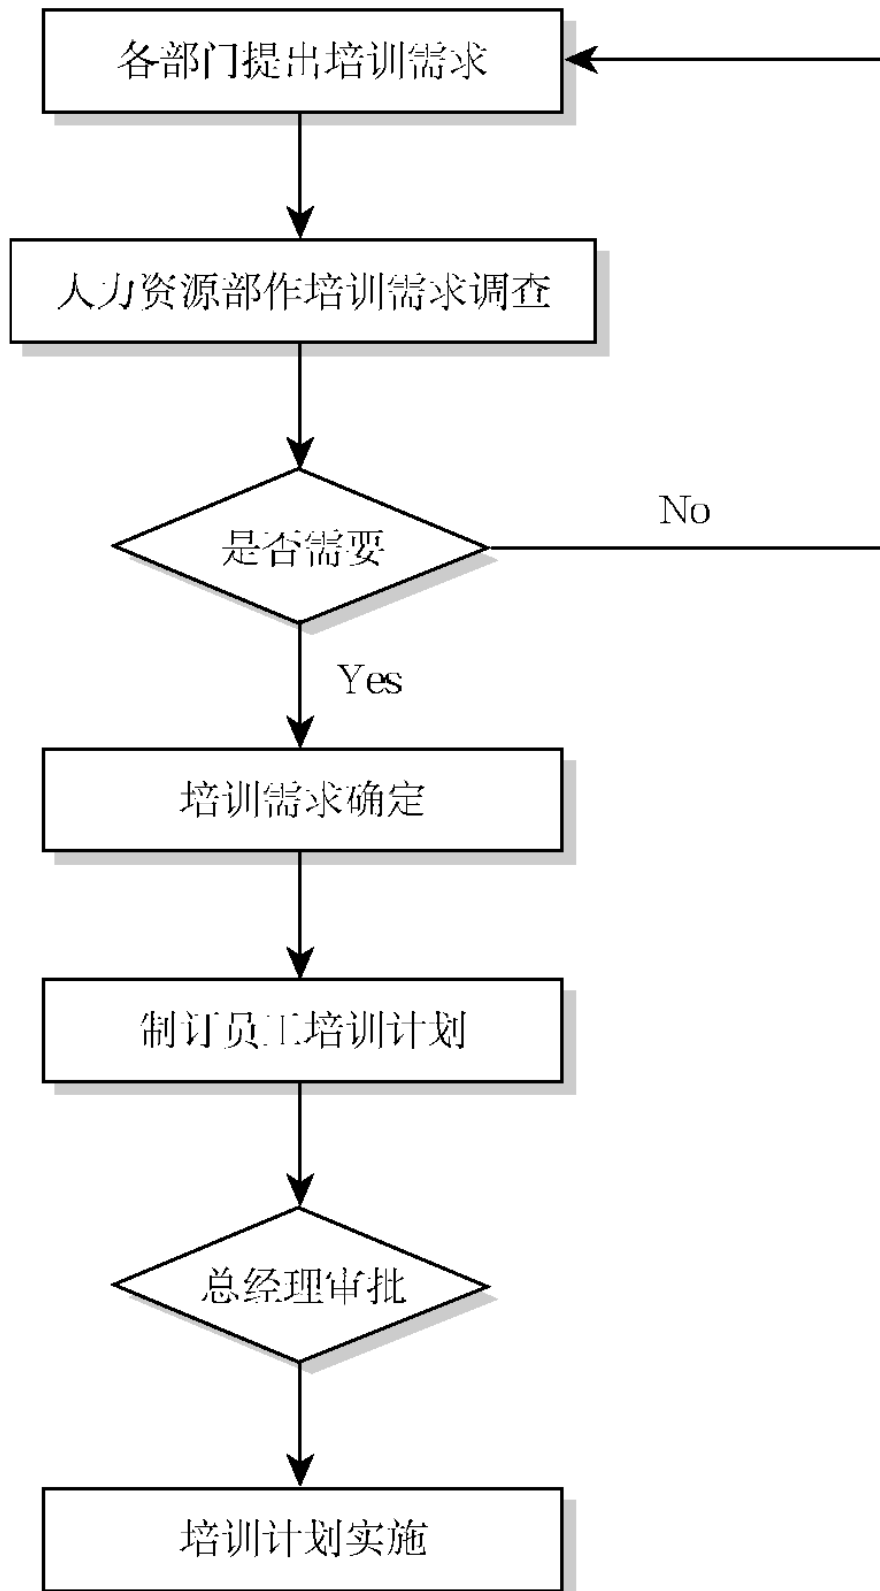 各部门提出培训需求
人力资源部作培训需求调查
是否需要
No
Yes
培训需求确定
制订员工培训计划
总经理审批
培训计划实施